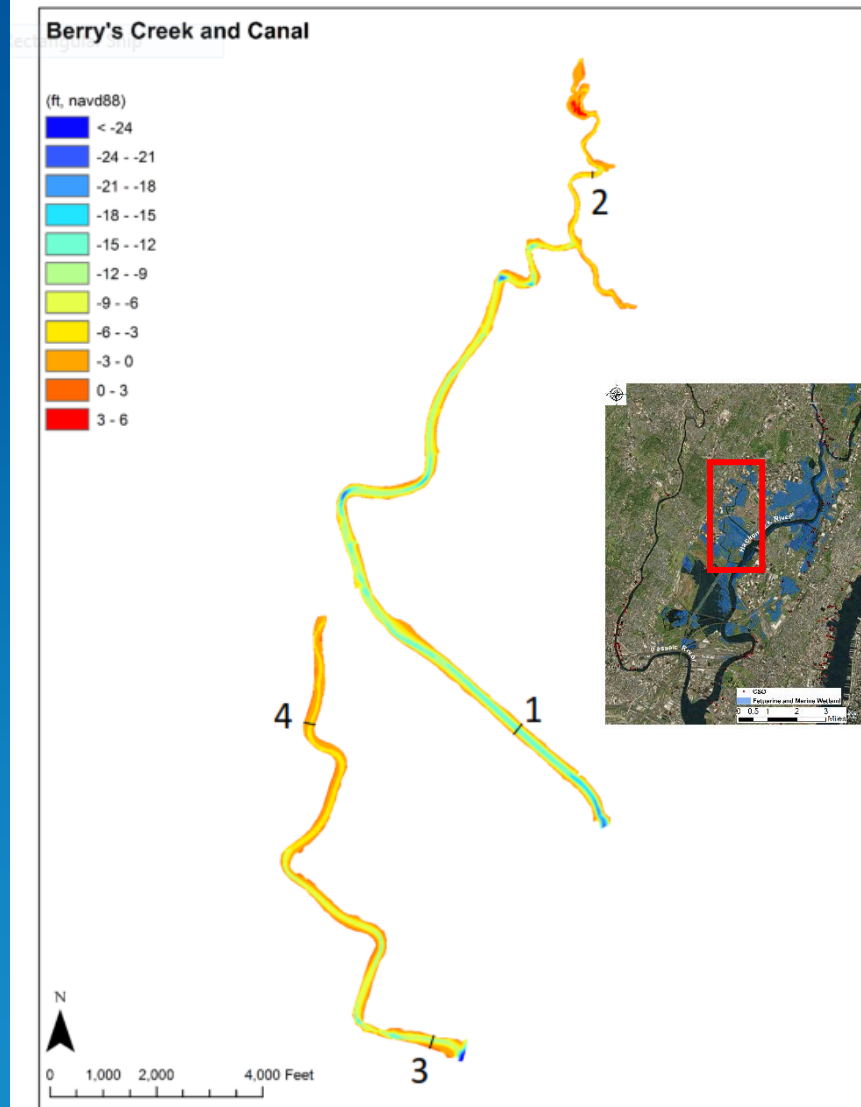 Berry's Creek and Canal
(ft, navd88)
< -24
-24 - -21
-21 - -18
-18 - -15
-15 - -12
-12 - -9
-9 - -6
-6 - -3
-3 - 0
0 - 3
3 - 6
2
1
4
3
River
Passaic River
CSO
Estuarine and Marine Wetland
0 0.5 1 2 3
Miles
N
0 1,000 2,000 4,000 Feet